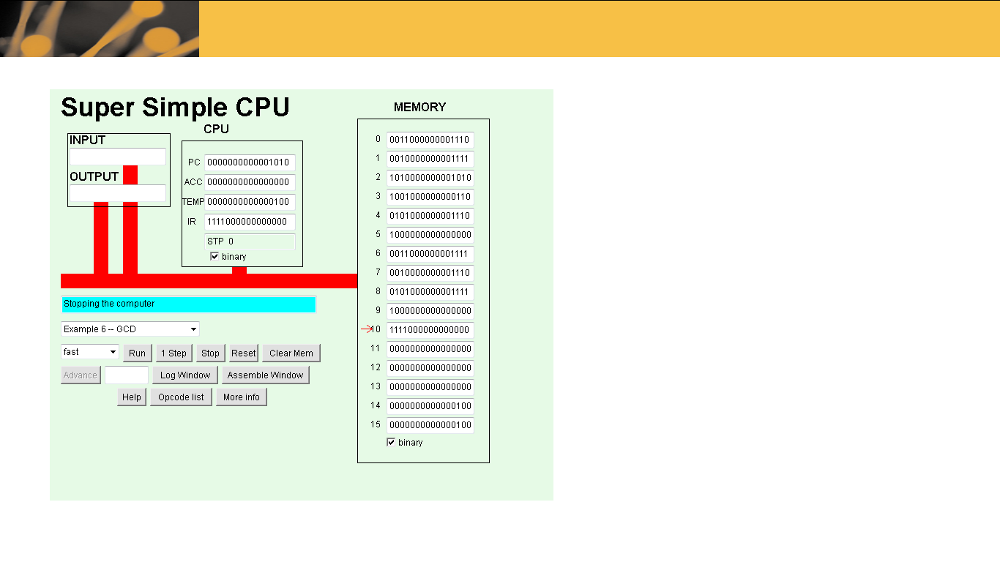 Super Simple CPU
INPUT
OUTPUT
CPU
PC 0000000000001010
ACC 0000000000000000
TEMP 0000000000000100
IR 1111000000000000
STP 0
binary
Stopping the computer
Example 6 -- GCD
fast Run 1 Step Stop Reset Clear Mem
Advance Log Window Assemble Window
Help Opcode list More info
MEMORY
0 0011000000001110
1 0010000000001111
2 1010000000001010
3 1001000000000110
4 0101000000001110
5 1000000000000000
6 0011000000001111
7 0010000000001110
8 0101000000001111
9 1000000000000000
10 1111000000000000
11 0000000000000000
12 0000000000000000
13 0000000000000000
14 0000000000000100
15 0000000000000100
binary